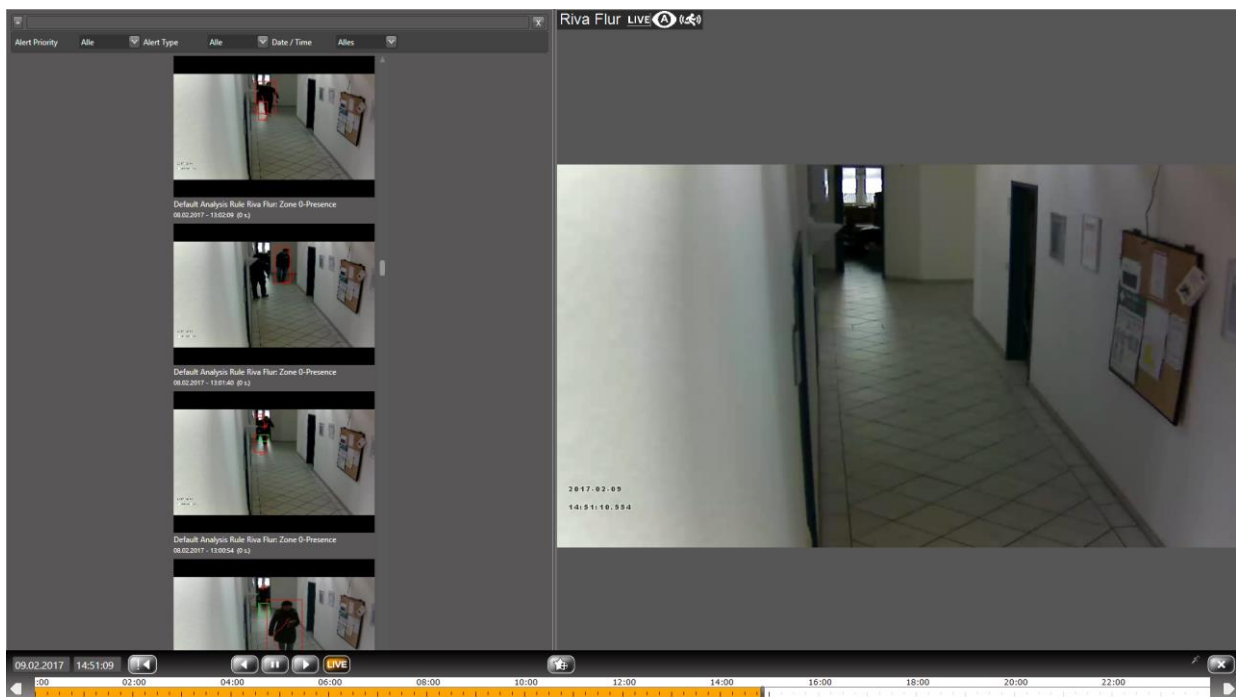 Alert Priority Alle Alert Type Alle Date / Time Alles
Default Analysis Rule Riva Flur: Zone 0-Presence
08.02.2017 - 13:02:09 (0 s.)
Default Analysis Rule Riva Flur: Zone 0-Presence
08.02.2017 - 13:01:40 (0 s.)
Default Analysis Rule Riva Flur: Zone 0-Presence
08.02.2017 - 13:00:54 (0 s.)
Riva Flur LIVE A
2017-02-09
14:51:10.554
09.02.2017 14:51:09 LIVE
:00 02:00 04:00 06:00 08:00 10:00 12:00 14:00 16:00 18:00 20:00 22:00